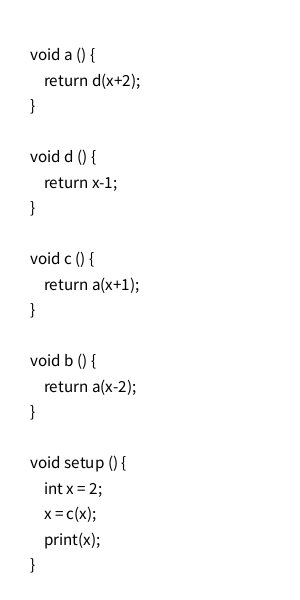 void a () {
return d(x+2);
}
void d () {
return x-1;
}
void c () {
return a(x+1);
}
void b () {
return a(x-2);
}
void setup () {
int x = 2;
x = c(x);
print(x);
}